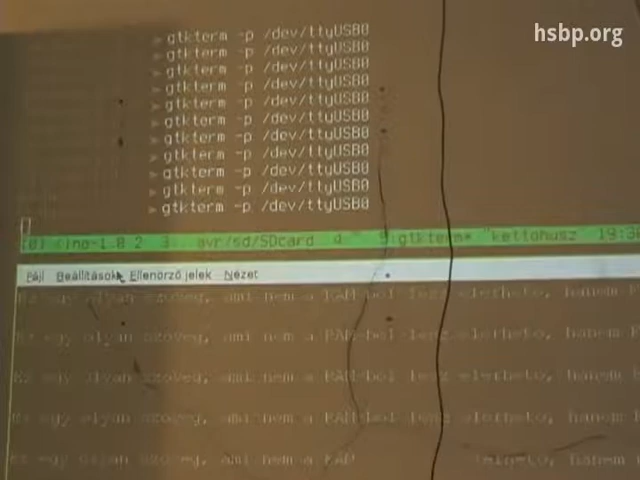 hsbp.org
> gtkterm -p /dev/ttyUSB0
> gtkterm -p /dev/ttyUSB0
> gtkterm -p /dev/ttyUSB0
> gtkterm -p /dev/ttyUSB0
> gtkterm -p /dev/ttyUSB0
> gtkterm -p /dev/ttyUSB0
> gtkterm -p /dev/ttyUSB0
> gtkterm -p /dev/ttyUSB0
> gtkterm -p /dev/ttyUSB0
> gtkterm -p /dev/ttyUSB0
> gtkterm -p /dev/ttyUSB0
avr/sd/SDcard gtkterm* "kettohusz"
Fájl Beállítások Ellenőrző jelek Nézet
Ez egy olyan szoveg, ami nem a RAM-bol lesz elerheto, hanem
Ez egy olyan szoveg, ami nem a RAM-bol lesz elerheto, hanem
Ez egy olyan szoveg, ami nem a RAM-bol lesz elerheto, hanem
Ez egy olyan szoveg, ami nem a RAM-bol lesz elerheto, hanem
Ez egy olyan szoveg, ami nem a RAM